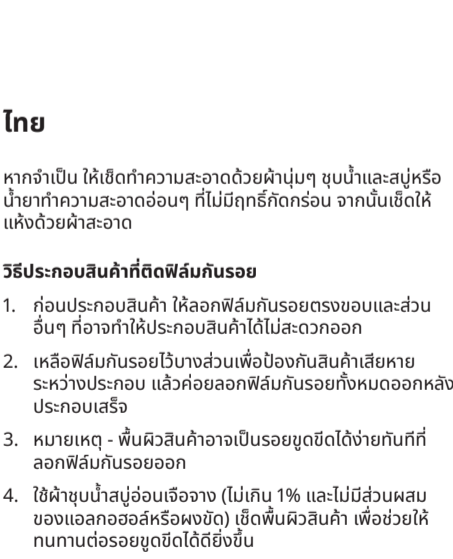 ไทย
หากจำเป็น ให้เช็ดทำความสะอาดด้วยผ้านุ่มๆ ชุบน้ำและสบู่หรือ
น้ำยาทำความสะอาดอ่อนๆ ที่ไม่มีฤทธิ์กัดกร่อน จากนั้นเช็ดให้
แห้งด้วยผ้าสะอาด
วิธีประกอบสินค้าที่ติดฟิล์มกันรอย
1. ก่อนประกอบสินค้า ให้ลอกฟิล์มกันรอยตรงขอบและส่วน
อื่นๆ ที่อาจทำให้ประกอบสินค้าได้ไม่สะดวกออก
2. เหลือฟิล์มกันรอยไว้บางส่วนเพื่อป้องกันสินค้าเสียหาย
ระหว่างประกอบ แล้วค่อยลอกฟิล์มกันรอยทั้งหมดออกหลัง
ประกอบเสร็จ
3. หมายเหตุ - พื้นผิวสินค้าอาจเป็นรอยขูดขีดได้ง่ายทันทีที่
ลอกฟิล์มกันรอยออก
4. ใช้ผ้าชุบน้ำสบู่อ่อนเจือจาง (ไม่เกิน 1% และไม่มีส่วนผสม
ของแอลกอฮอล์หรือผงขัด) เช็ดพื้นผิวสินค้า เพื่อช่วยให้
ทนทานต่อรอยขูดขีดได้ดียิ่งขึ้น